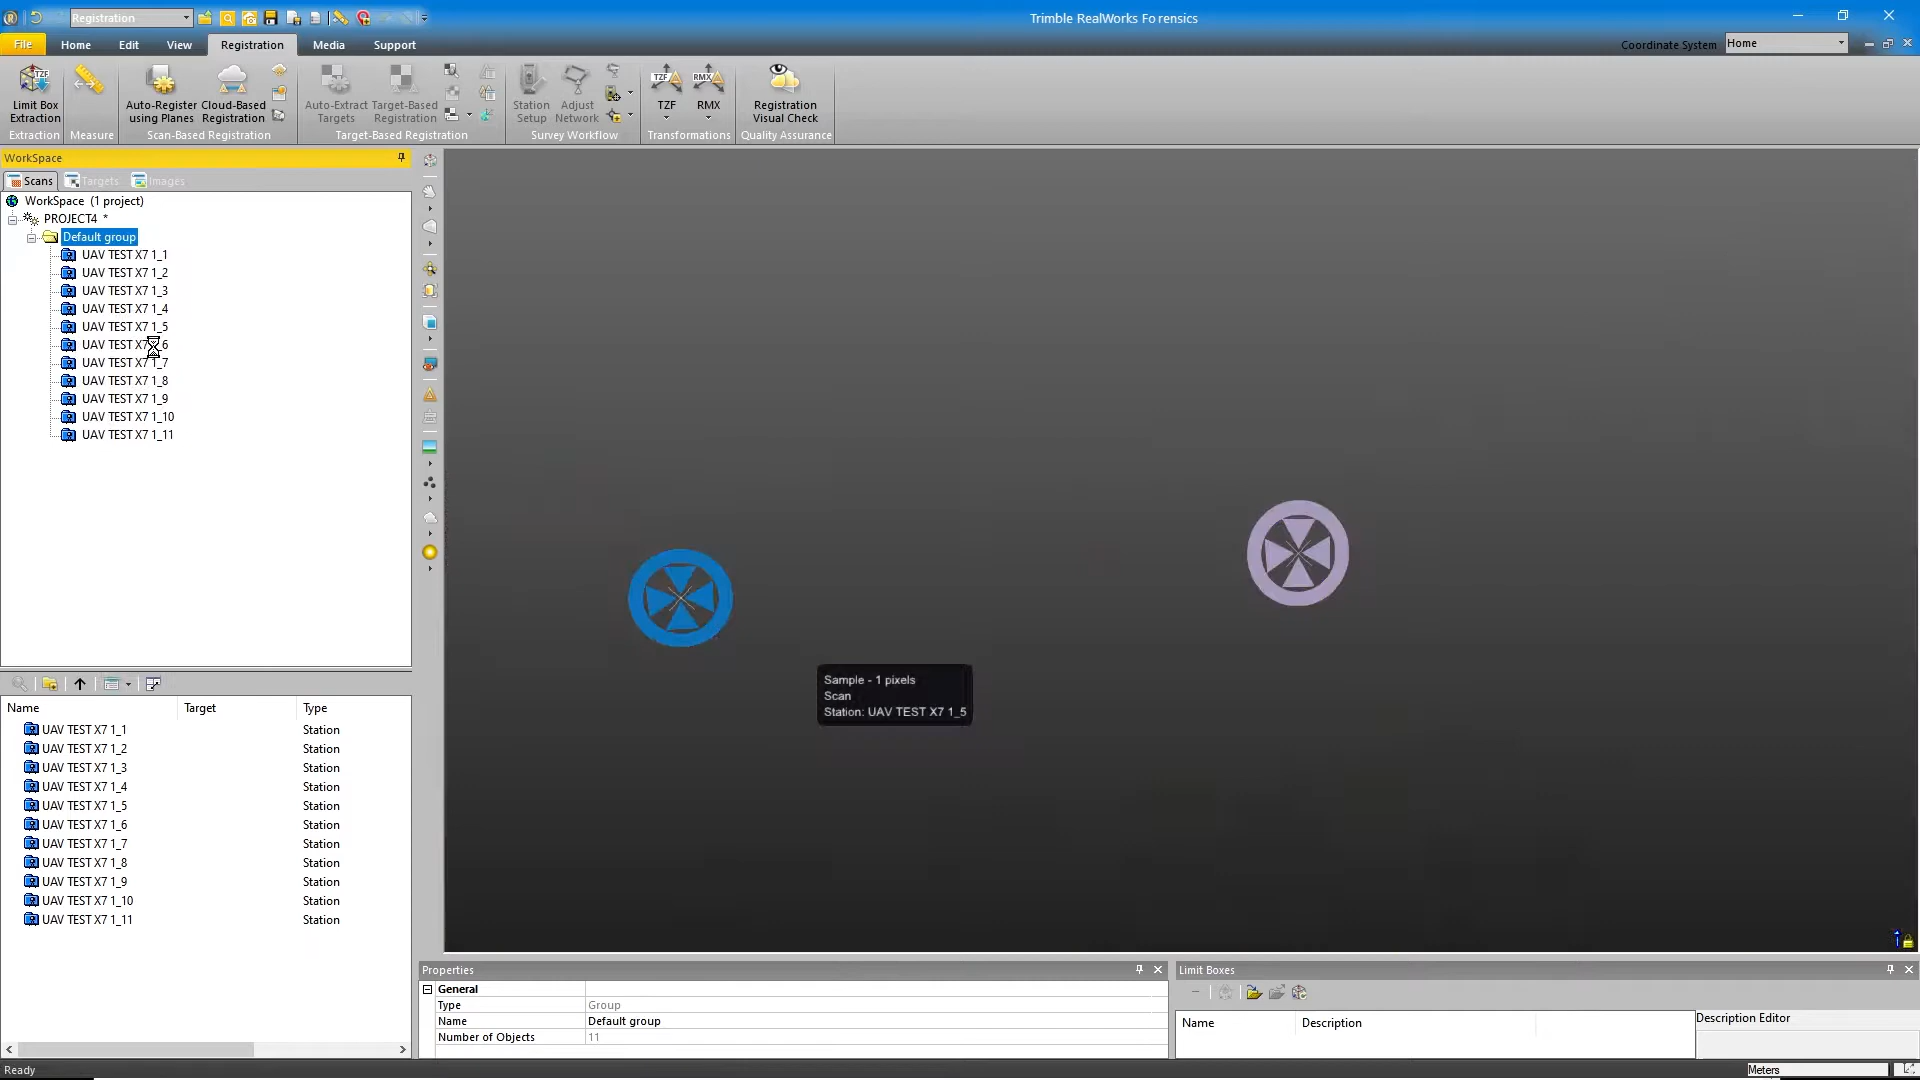 Registration
Trimble RealWorks Forensics
File
Home
Edit
View
Registration
Media
Support
Coordinate System
Home
TZF
Limit Box
Extraction
Auto-Register
using Planes
Cloud-Based
Registration
Auto-Extract
Targets
Target-Based
Registration
Station
Setup
Adjust
Network
TZF
TZF
RMX
RMX
Registration
Visual Check
Extraction
Measure
Scan-Based Registration
Target-Based Registration
Survey Workflow
Transformations
Quality Assurance
WorkSpace
Scans
Targets
Images
WorkSpace (1 project)
PROJECT4 *
Default group
UAV TEST X7 1_1
UAV TEST X7 1_2
UAV TEST X7 1_3
UAV TEST X7 1_4
UAV TEST X7 1_5
UAV TEST X7 1_6
UAV TEST X7 1_7
UAV TEST X7 1_8
UAV TEST X7 1_9
UAV TEST X7 1_10
UAV TEST X7 1_11
Sample - 1 pixels
Scan
Station: UAV TEST X7 1_5
Name Target Type
UAV TEST X7 1_1 Station
UAV TEST X7 1_2 Station
UAV TEST X7 1_3 Station
UAV TEST X7 1_4 Station
UAV TEST X7 1_5 Station
UAV TEST X7 1_6 Station
UAV TEST X7 1_7 Station
UAV TEST X7 1_8 Station
UAV TEST X7 1_9 Station
UAV TEST X7 1_10 Station
UAV TEST X7 1_11 Station
Properties
General
Type Group
Name Default group
Number of Objects 11
Limit Boxes
Name Description
Description Editor
Ready
Meters